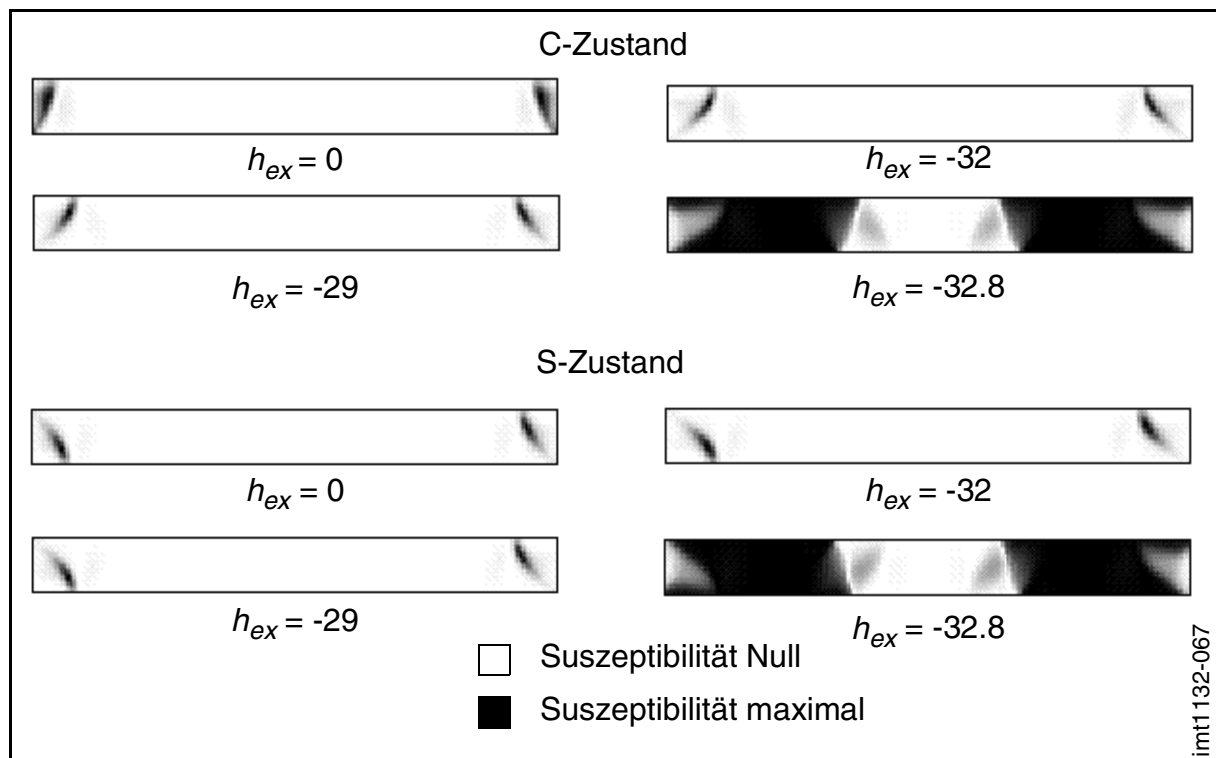 C-Zustand
h_ex = 0
h_ex = -32
h_ex = -29
h_ex = -32.8
S-Zustand
h_ex = 0
h_ex = -32
h_ex = -29
h_ex = -32.8
Suszeptibilität Null
Suszeptibilität maximal
imt1132-067